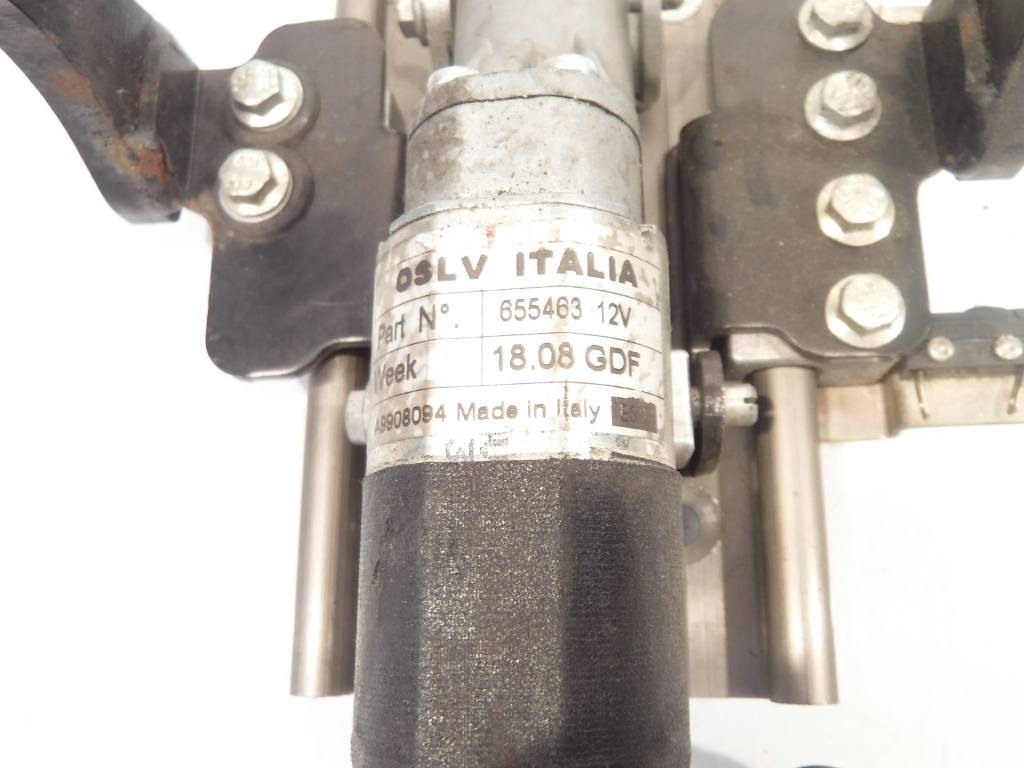 OSLV ITALIA
Part N°. 655463 12V
Week 18.08 GDF
A9908094 Made in Italy